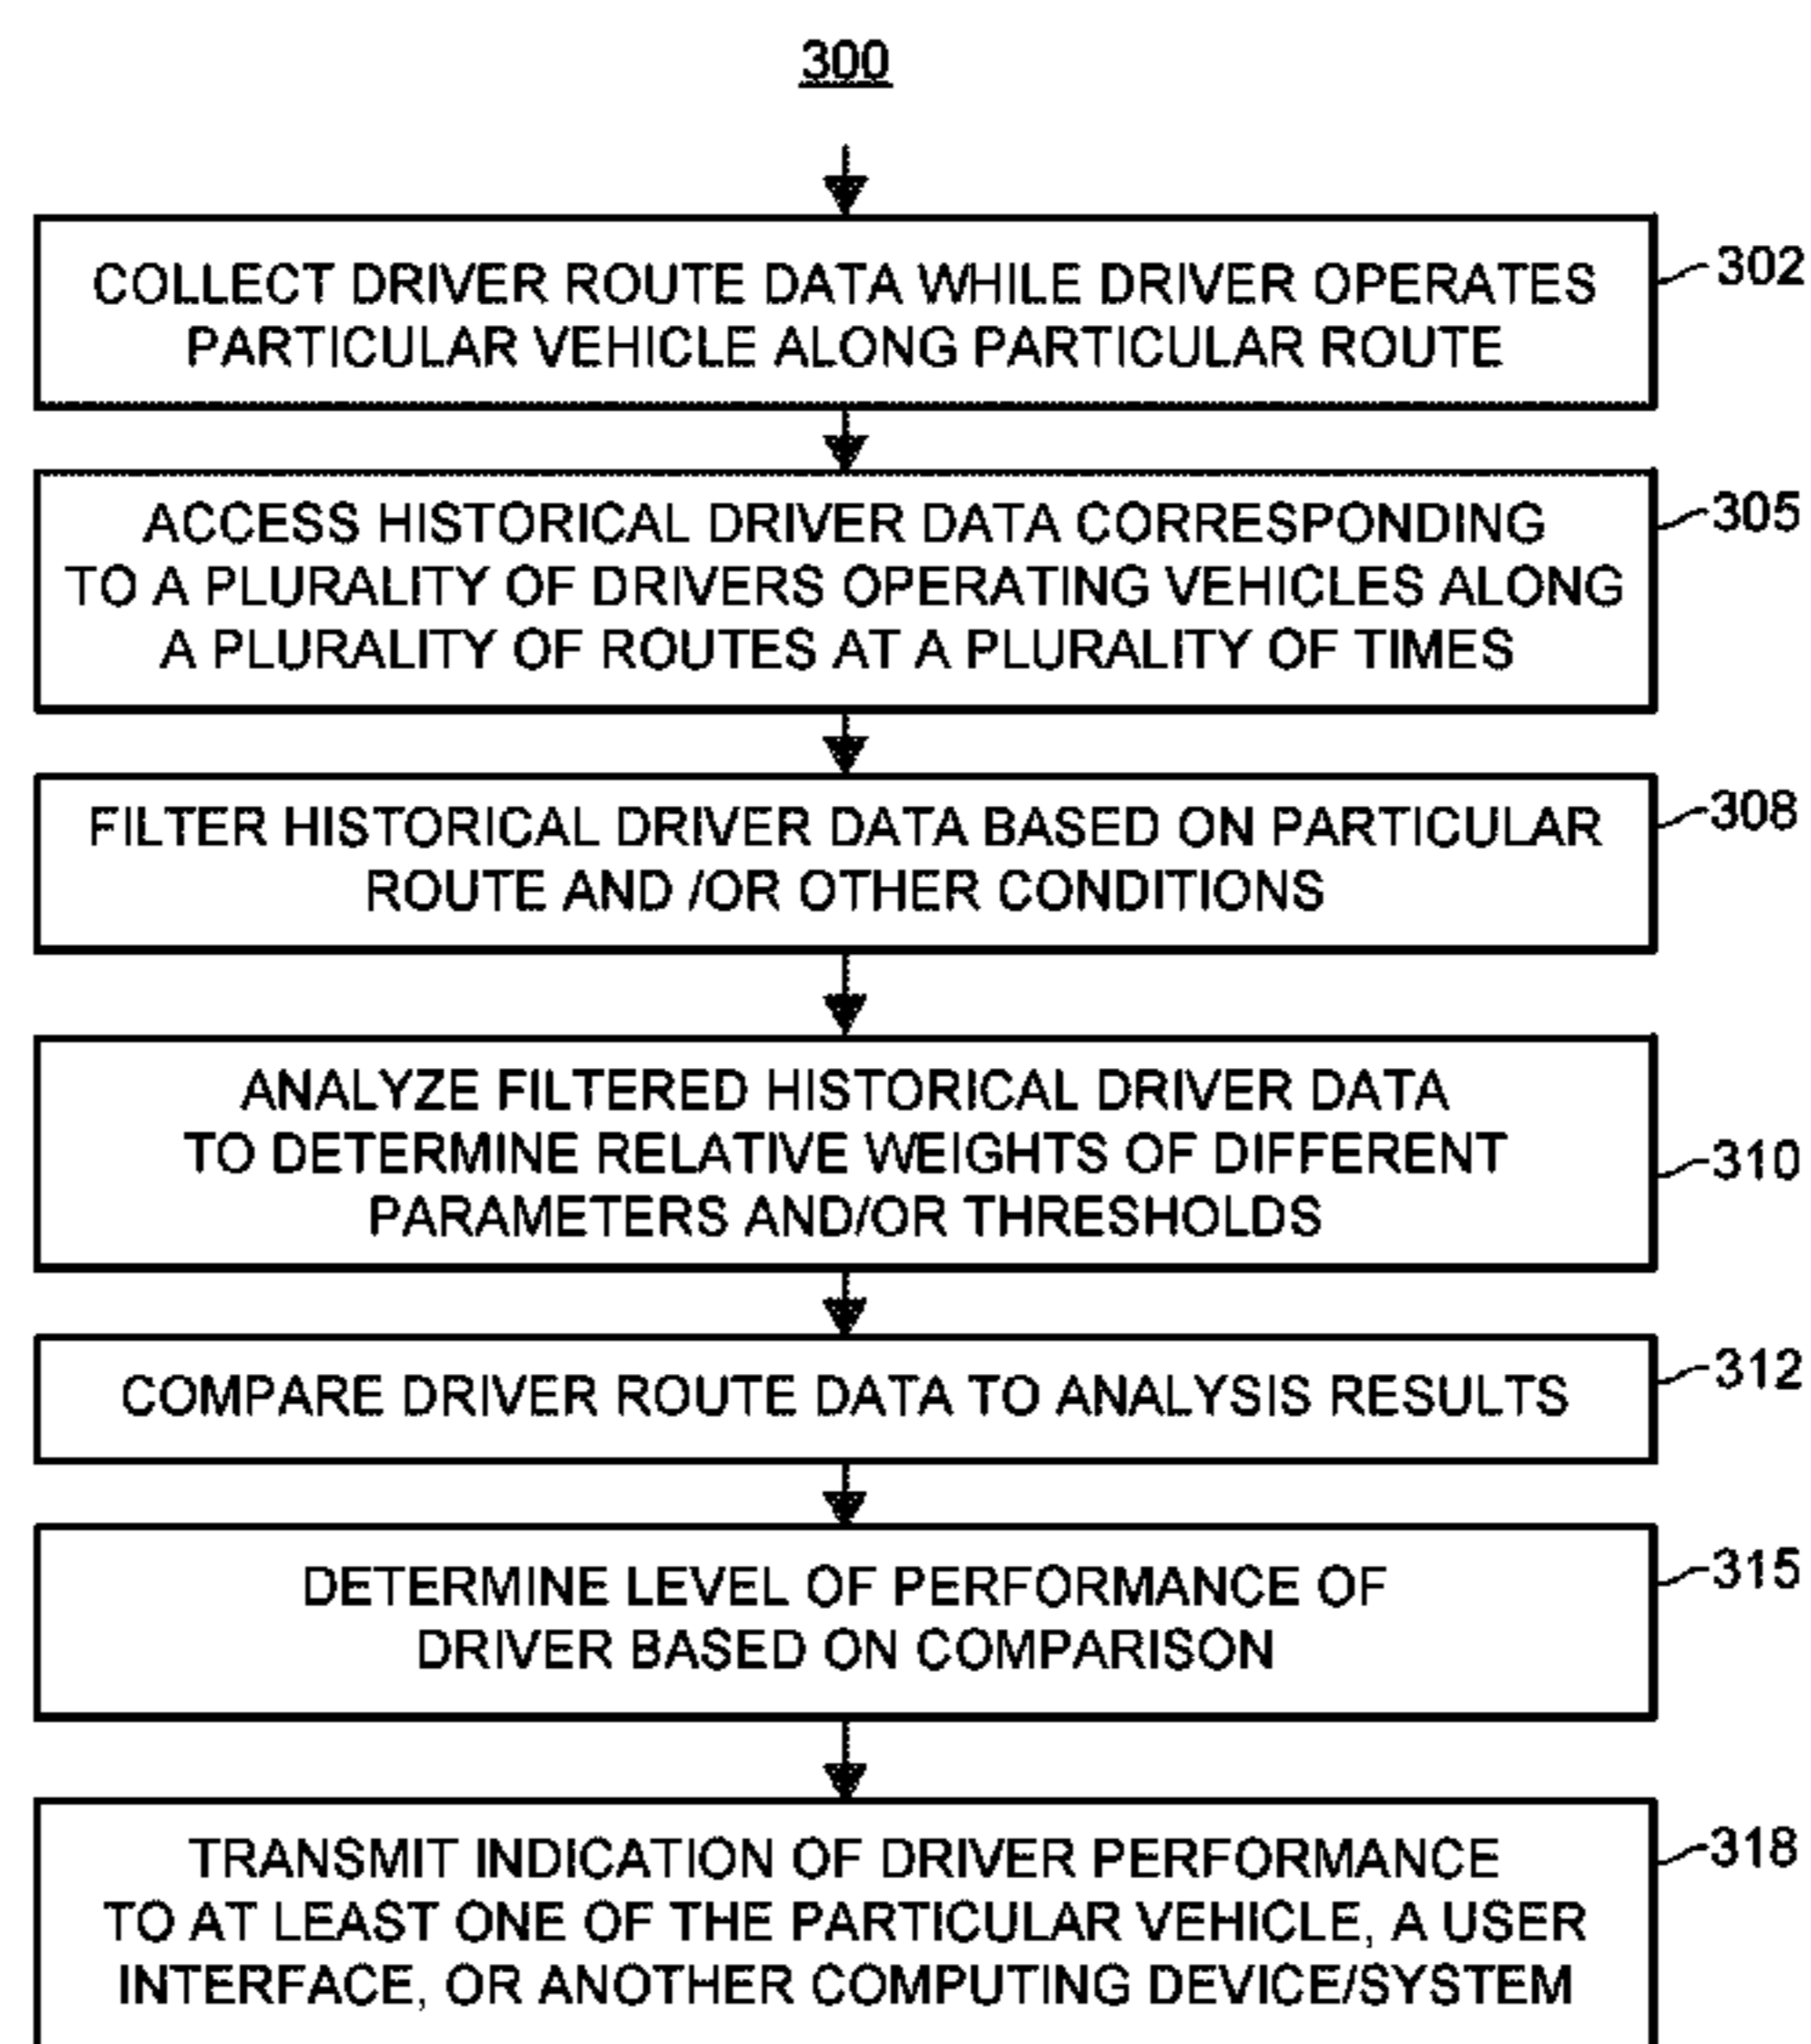 300
COLLECT DRIVER ROUTE DATA WHILE DRIVER OPERATES
PARTICULAR VEHICLE ALONG PARTICULAR ROUTE
302
ACCESS HISTORICAL DRIVER DATA CORRESPONDING
TO A PLURALITY OF DRIVERS OPERATING VEHICLES ALONG
A PLURALITY OF ROUTES AT A PLURALITY OF TIMES
305
FILTER HISTORICAL DRIVER DATA BASED ON PARTICULAR
ROUTE AND /OR OTHER CONDITIONS
308
ANALYZE FILTERED HISTORICAL DRIVER DATA
TO DETERMINE RELATIVE WEIGHTS OF DIFFERENT
PARAMETERS AND/OR THRESHOLDS
310
COMPARE DRIVER ROUTE DATA TO ANALYSIS RESULTS
312
DETERMINE LEVEL OF PERFORMANCE OF
DRIVER BASED ON COMPARISON
315
TRANSMIT INDICATION OF DRIVER PERFORMANCE
TO AT LEAST ONE OF THE PARTICULAR VEHICLE, A USER
INTERFACE, OR ANOTHER COMPUTING DEVICE/SYSTEM
318